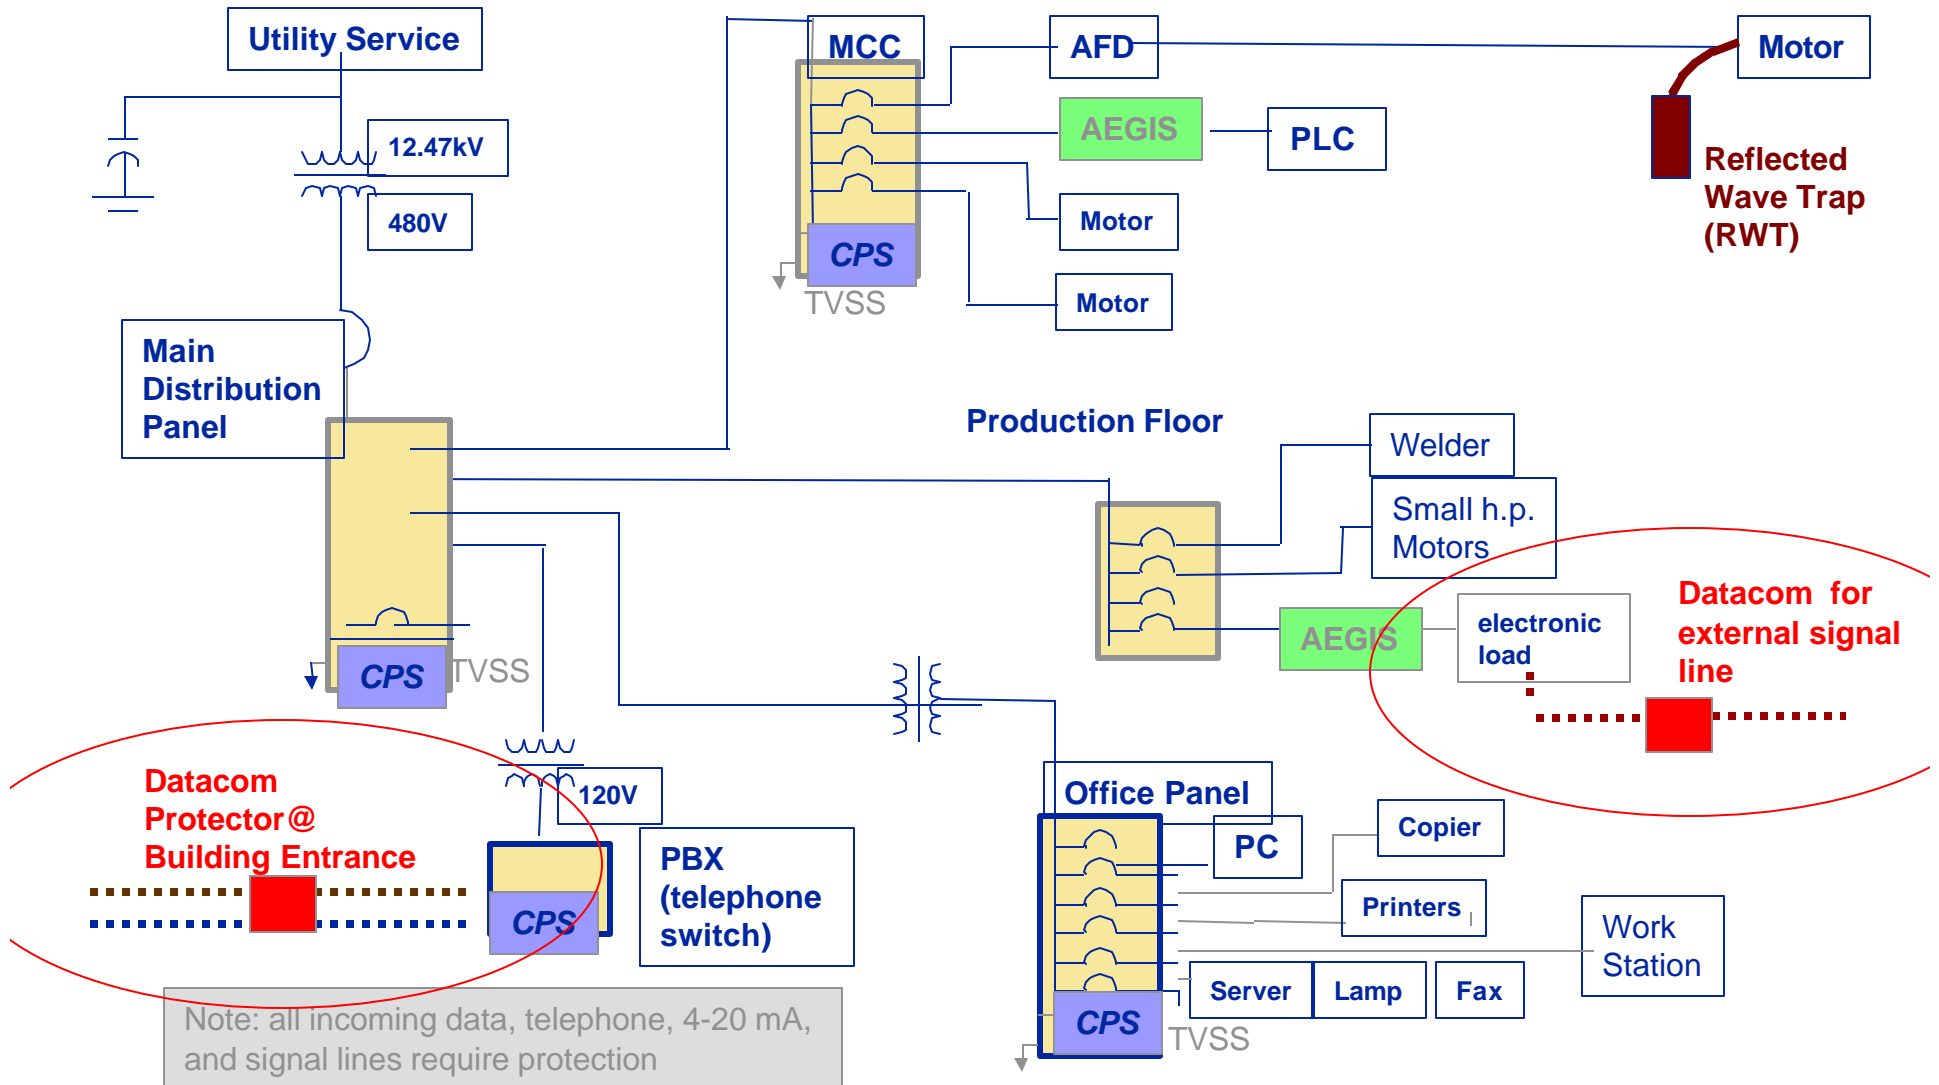 Utility Service
12.47kV
480V
MCC
CPS
TVSS
AFD
AEGIS
PLC
Motor
Motor
Motor
Reflected
Wave Trap
(RWT)
Main
Distribution
Panel
CPS
TVSS
Production Floor
Welder
Small h.p.
Motors
AEGIS
electronic
load
Datacom for
external signal
line
Datacom
Protector@
Building Entrance
120V
CPS
PBX
(telephone
switch)
Office Panel
PC
Copier
Printers
Work
Station
Server
Lamp
Fax
CPS
TVSS
Note: all incoming data, telephone, 4-20 mA,
and signal lines require protection